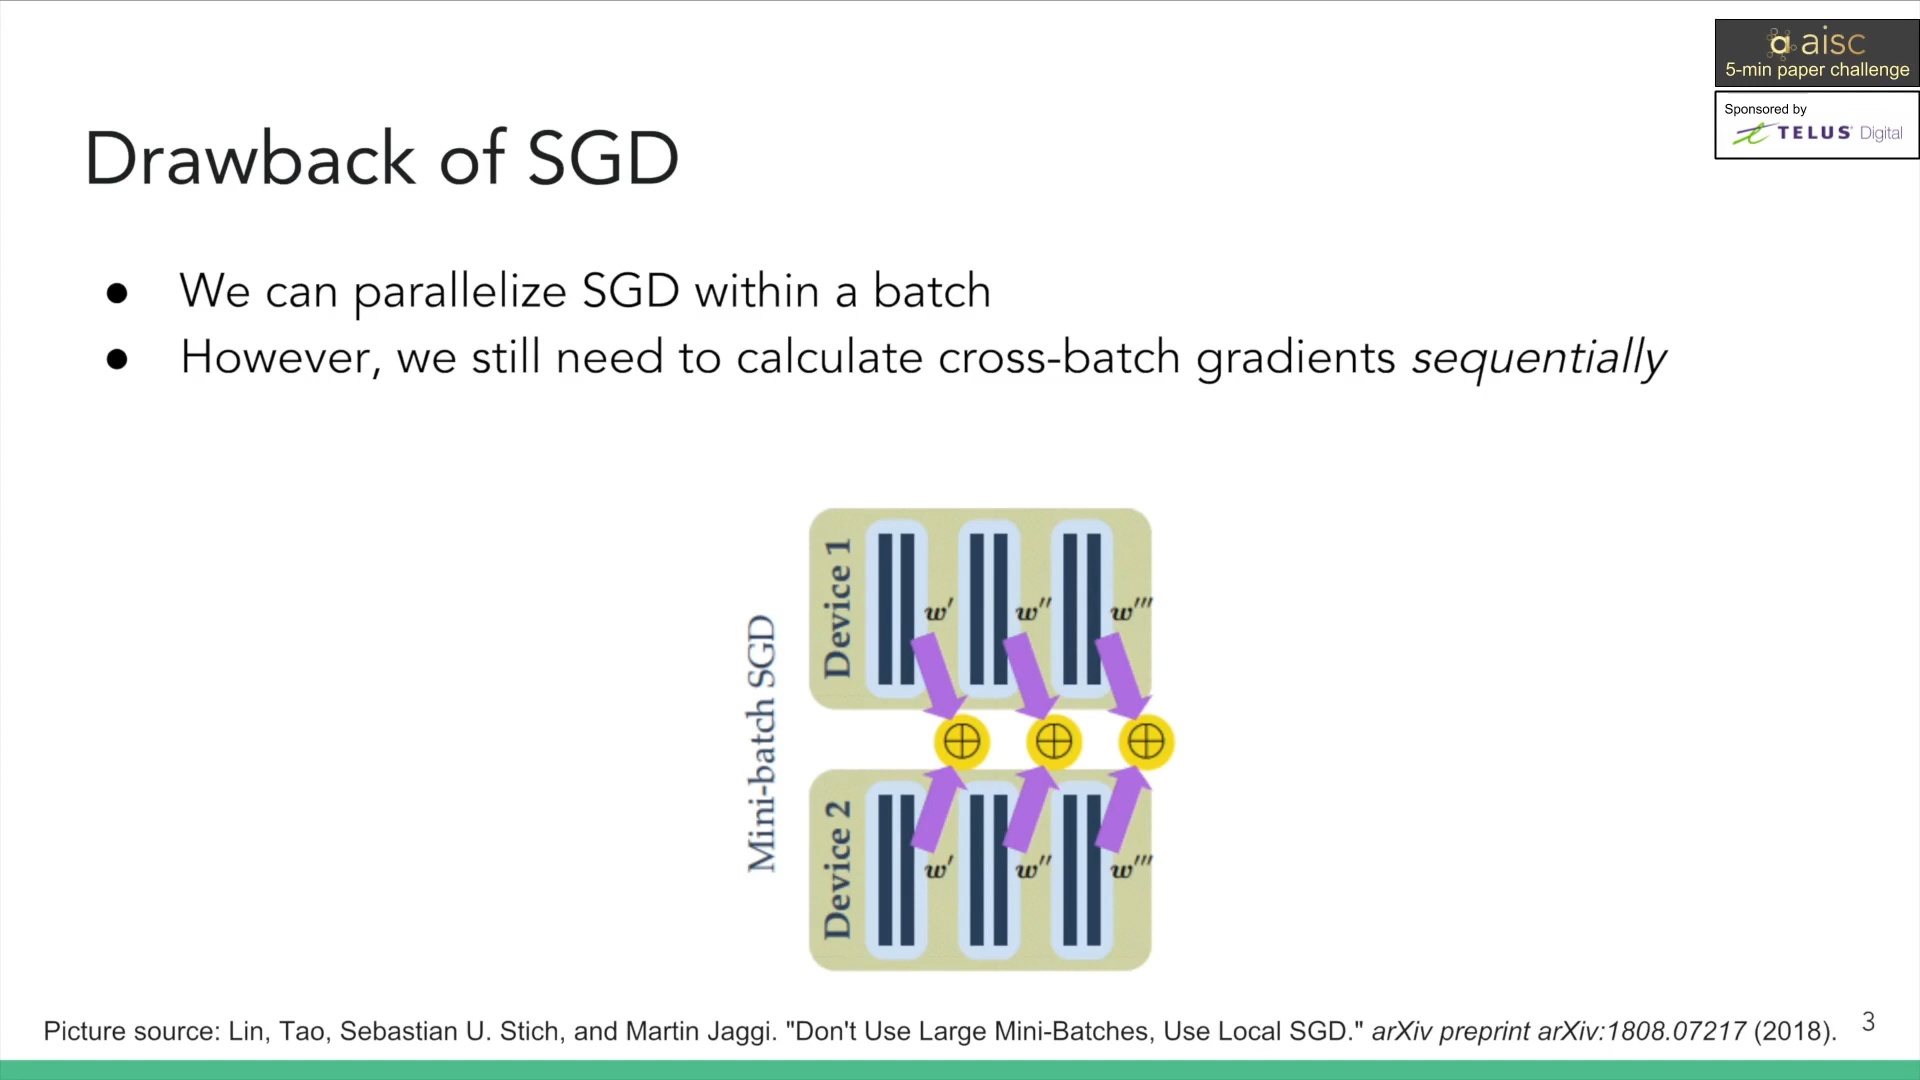 aisc
5-min paper challenge
Sponsored by
TELUS Digital
Drawback of SGD
● We can parallelize SGD within a batch
● However, we still need to calculate cross-batch gradients sequentially
Mini-batch SGD
Device 1
w′ w″ w‴
⊕ ⊕ ⊕
Device 2
w′ w″ w‴
Picture source: Lin, Tao, Sebastian U. Stich, and Martin Jaggi. "Don't Use Large Mini-Batches, Use Local SGD." arXiv preprint arXiv:1808.07217 (2018).
3